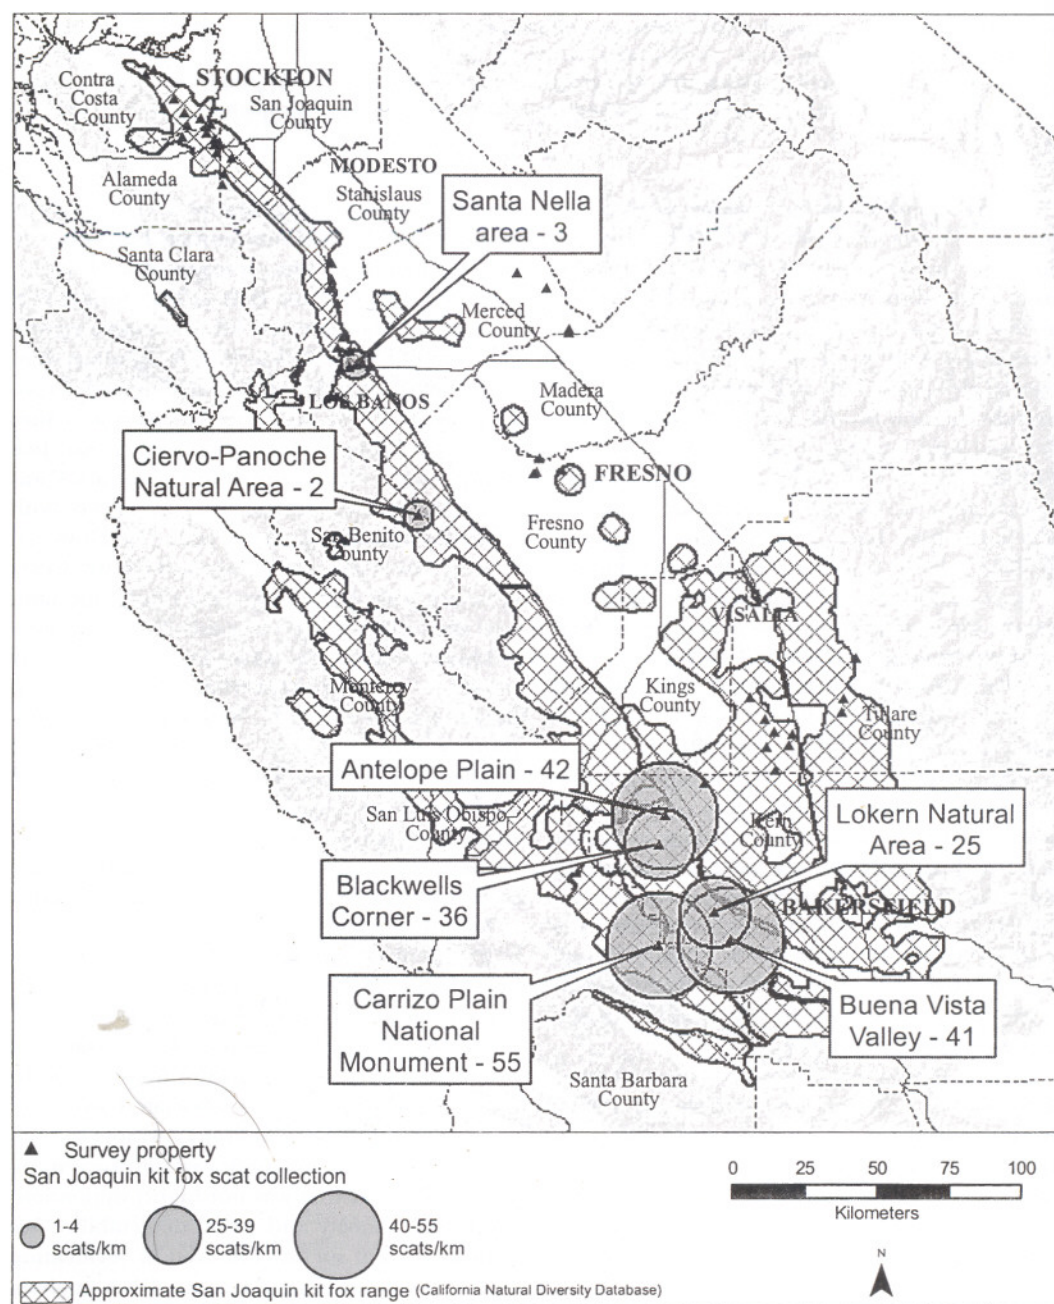 Contra
Costa
County
STOCKTON
San Joaquin
County
Alameda
County
MODESTO
Stanislaus
County
Santa Nella
area - 3
Santa Clara
County
Merced
County
LOS BANOS
Madera
County
Ciervo-Panoche
Natural Area - 2
FRESNO
Fresno
County
San Benito
County
VISALIA
Monterey
County
Kings
County
Tulare
County
Antelope Plain - 42
San Luis Obispo
County
Kern
County
Lokern Natural
Area - 25
Blackwells
Corner - 36
BAKERSFIELD
Carrizo Plain
National
Monument - 55
Buena Vista
Valley - 41
Santa Barbara
County
Survey property
San Joaquin kit fox scat collection
1-4
scats/km
25-39
scats/km
40-55
scats/km
Approximate San Joaquin kit fox range (California Natural Diversity Database)
0 25 50 75 100
Kilometers
N